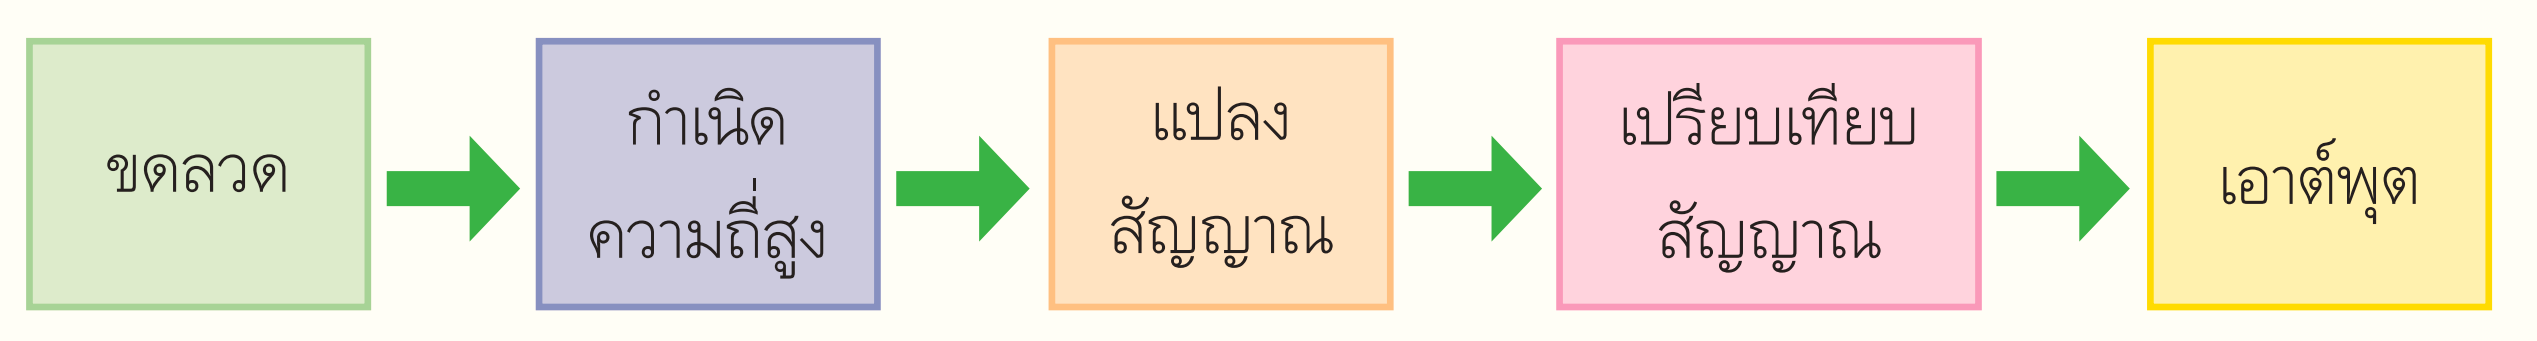 ขดลวด
กำเนิด
ความถี่สูง
แปลง
สัญญาณ
เปรียบเทียบ
สัญญาณ
เอาต์พุต